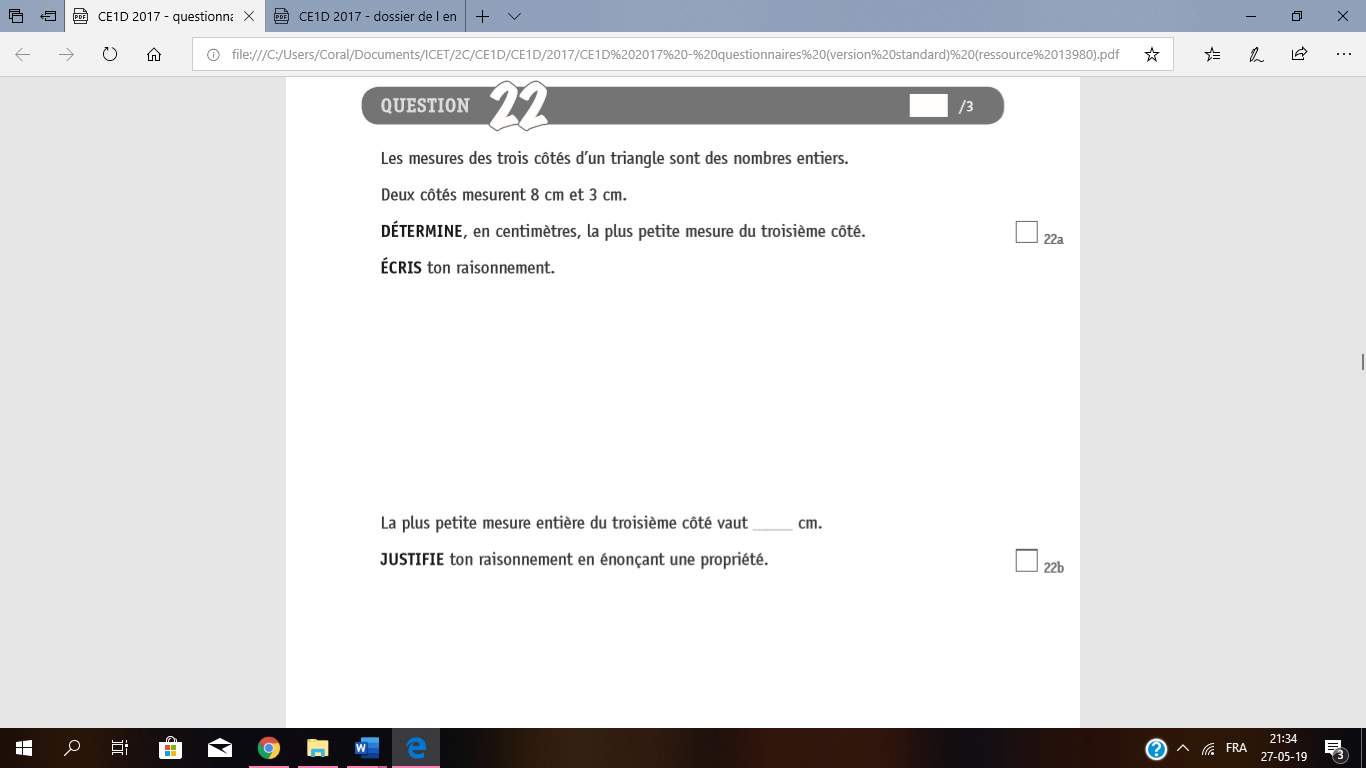 CE1D 2017 - questionna
CE1D 2017 - dossier de l en
file:///C:/Users/Coral/Documents/ICET/2C/CE1D/CE1D/2017/CE1D%202017%20-%20questionnaires%20(version%20standard)%20(ressource%2013980).pdf
QUESTION 22 /3
Les mesures des trois côtés d'un triangle sont des nombres entiers.
Deux côtés mesurent 8 cm et 3 cm.
DÉTERMINE, en centimètres, la plus petite mesure du troisième côté.
22a
ÉCRIS ton raisonnement.
La plus petite mesure entière du troisième côté vaut _____ cm.
JUSTIFIE ton raisonnement en énonçant une propriété.
22b
FRA
21:34
27-05-19
3